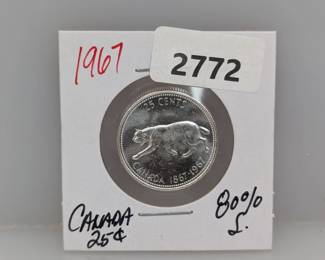 1967
2772
25 CENTS
CANADA 1867-1967
CANADA
25¢
80%
S.